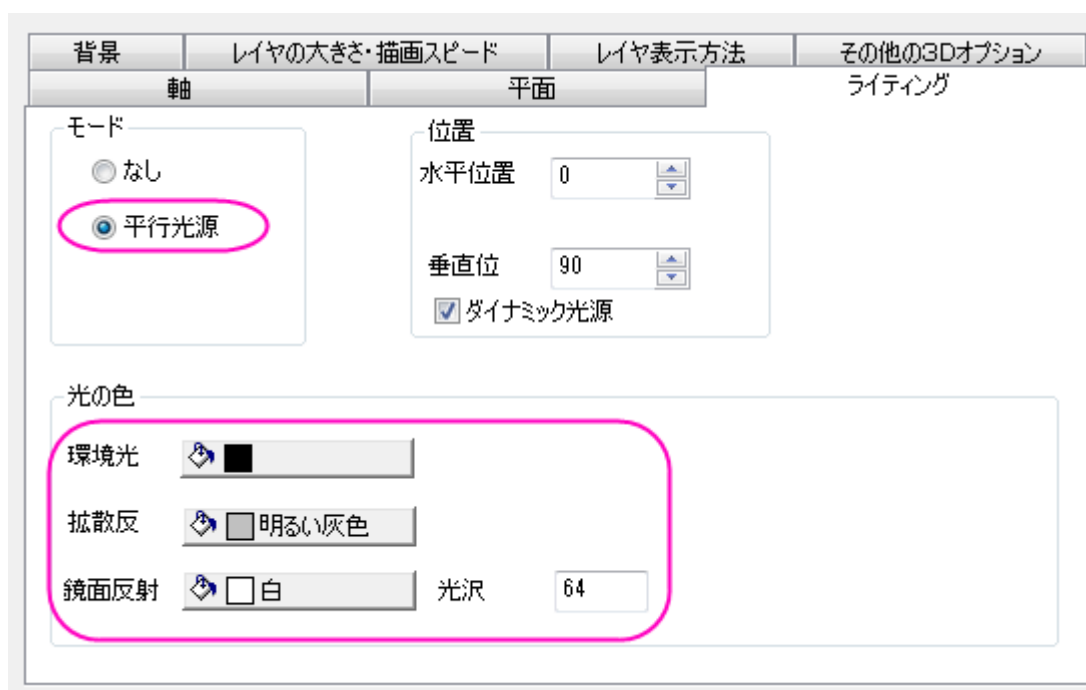 背景 レイヤの大きさ・描画スピード レイヤ表示方法 その他の3Dオプション
軸 平面 ライティング
モード
なし
平行光源
位置
水平位置 0
垂直位 90
ダイナミック光源
光の色
環境光
拡散反 明るい灰色
鏡面反射 白 光沢 64